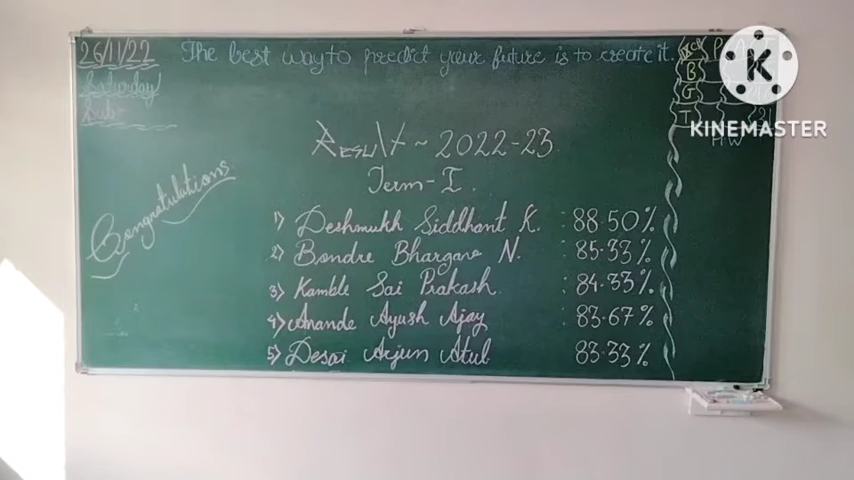 26/11/22
The best way to predict your future is to create it.
Saturday
Sub-
B
G
T
HW
KINEMASTER
Congratulations
Result ~ 2022-23
Term-I.
1) Deshmukh Siddhant K. : 88.50%
2) Bondre Bhargava N. : 85.33%
3) Kamble Sai Prakash. : 84.33%
4) Anande Ayush Ajay : 83.67%
5) Desai Arjun Atul : 83.33%